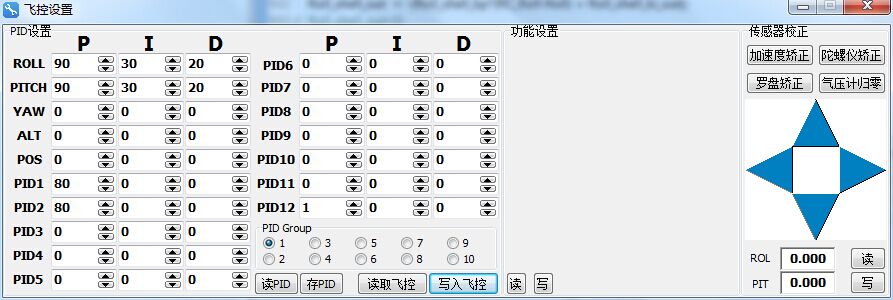 飞控设置
PID设置
P I D
ROLL 90 30 20
PITCH 90 30 20
YAW 0 0 0
ALT 0 0 0
POS 0 0 0
PID1 80 0 0
PID2 80 0 0
PID3 0 0 0
PID4 0 0 0
PID5 0 0 0
P I D
PID6 0 0 0
PID7 0 0 0
PID8 0 0 0
PID9 0 0 0
PID10 0 0 0
PID11 0 0 0
PID12 1 0 0
PID Group
1 3 5 7 9
2 4 6 8 10
读PID 存PID 读取飞控 写入飞控
功能设置
读 写
传感器校正
加速度矫正 陀螺仪矫正
罗盘矫正 气压计归零
ROL 0.000 读
PIT 0.000 写